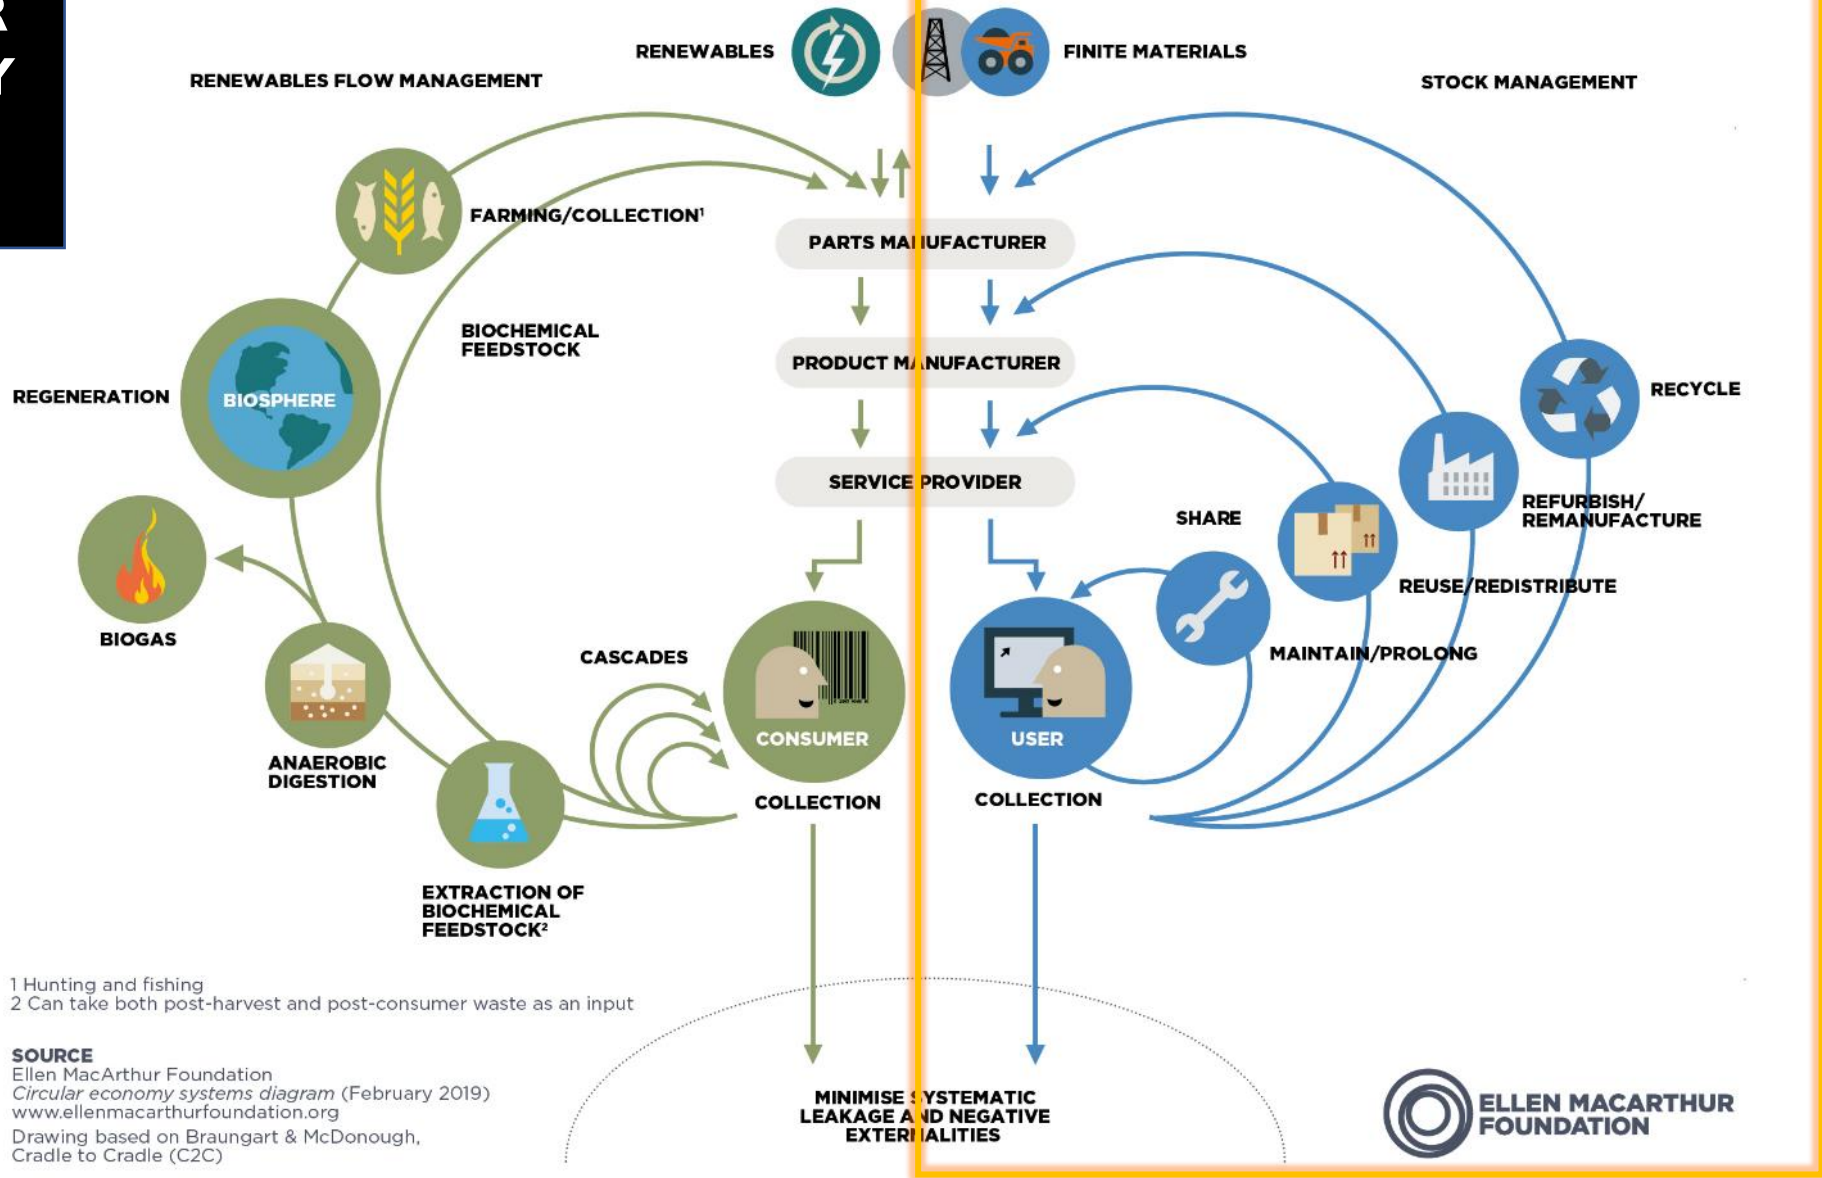 R
Y
RENEWABLES
FINITE MATERIALS
RENEWABLES FLOW MANAGEMENT
STOCK MANAGEMENT
FARMING/COLLECTION¹
PARTS MANUFACTURER
BIOCHEMICAL
FEEDSTOCK
PRODUCT MANUFACTURER
REGENERATION
BIOSPHERE
RECYCLE
SERVICE PROVIDER
SHARE
REFURBISH/
REMANUFACTURE
REUSE/REDISTRIBUTE
BIOGAS
CASCADES
MAINTAIN/PROLONG
CONSUMER
USER
ANAEROBIC
DIGESTION
COLLECTION
COLLECTION
EXTRACTION OF
BIOCHEMICAL
FEEDSTOCK²
1 Hunting and fishing
2 Can take both post-harvest and post-consumer waste as an input
SOURCE
Ellen MacArthur Foundation
Circular economy systems diagram (February 2019)
www.ellenmacarthurfoundation.org
Drawing based on Braungart & McDonough,
Cradle to Cradle (C2C)
MINIMISE SYSTEMATIC
LEAKAGE AND NEGATIVE
EXTERNALITIES
ELLEN MACARTHUR
FOUNDATION